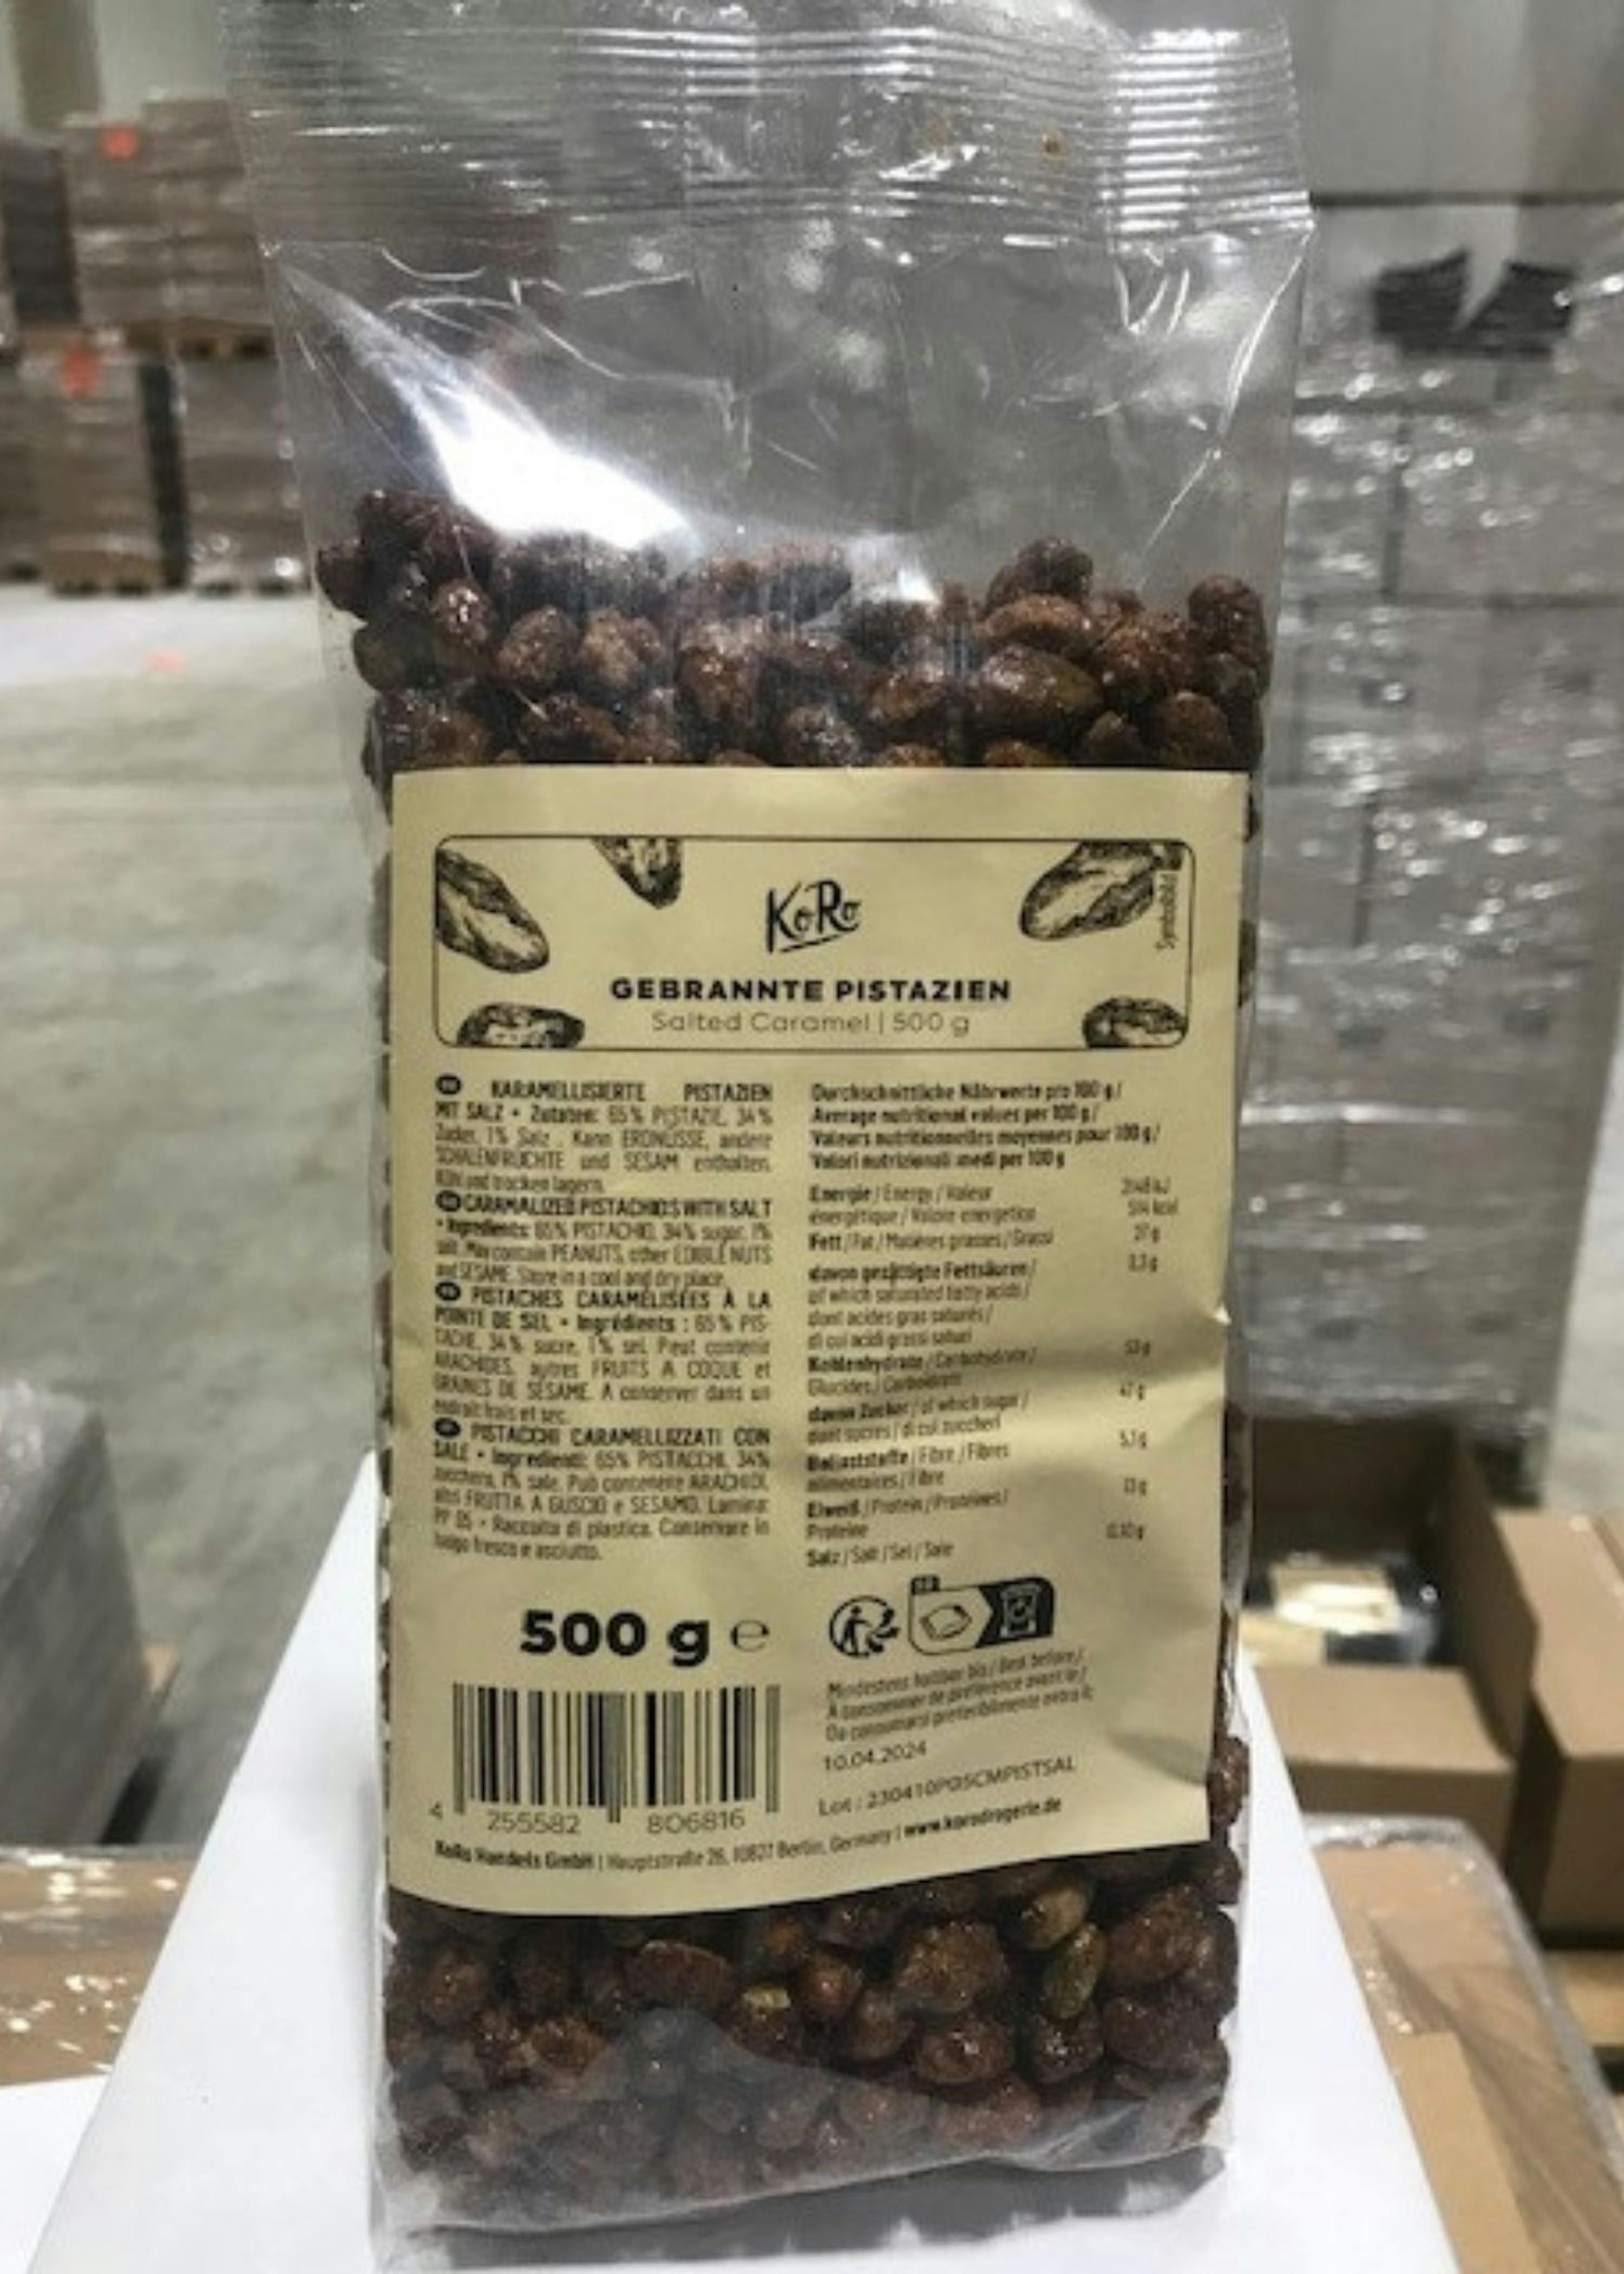 KoRo
Symbolbild
GEBRANNTE PISTAZIEN
Salted Caramel | 500 g
DE KARAMELLISIERTE PISTAZIEN
MIT SALZ • Zutaten: 65% PISTAZIE, 34%
Zucker, 1% Salz. Kann ERDNÜSSE, andere
SCHALENFRÜCHTE und SESAM enthalten.
Kühl und trocken lagern.
CARAMALIZED PISTACHIOS WITH SALT
• Ingredients: 65% PISTACHIO, 34% sugar, 1%
salt. May contain PEANUTS, other EDIBLE NUTS
and SESAME. Store in a cool and dry place.
PISTACHES CARAMÉLISÉES À LA
POINTE DE SEL • Ingrédients : 65% PIS-
TACHE, 34% sucre, 1% sel. Peut contenir
ARACHIDES, autres FRUITS A COQUE et
GRAINES DE SÉSAME. A conserver dans un
endroit frais et sec.
PISTACCHI CARAMELLIZZATI CON
SALE • Ingredienti: 65% PISTACCHI, 34%
zucchero, 1% sale. Può contenere ARACHIDI,
altri FRUTTA A GUSCIO e SESAMO. Lamina:
PP 05 - Raccolta di plastica. Conservare in
luogo fresco e asciutto.
Durchschnittliche Nährwerte pro 100 g/
Average nutritional values per 100 g/
Valeurs nutritionnelles moyennes pour 100 g/
Valori nutrizionali medi per 100 g
Energie / Energy / Valeur
énergétique / Valore energetico
Fett / Fat / Matières grasses / Grassi 37 g
davon gesättigte Fettsäuren/ 3,3 g
of which saturated fatty acids/
dont acides gras saturés/
di cui acidi grassi saturi
Kohlenhydrate / Carbohydrate/
Glucides / Carboidrati
davon Zucker / of which sugar/ 47 g
dont sucres / di cui zuccheri
Ballaststoffe / Fibre / Fibres
alimentaires / Fibre
Eiweiß / Protein / Protéines/
Proteine
Salz / Salt / Sel / Sale
500 g e
Mindestens haltbar bis / Best before/
A consommer de préférence avant le/
Da consumarsi preferibilmente entro il:
10.04.2024
Lot: 230410P05CMPISTSAL
4 255582 806816
KoRo Handels GmbH | Hauptstraße 26, 10827 Berlin, Germany | www.korodrogerie.de